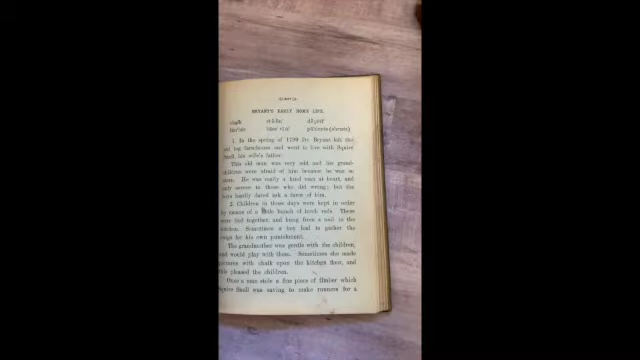 BRYANT'S EARLY HOME LIFE.
chalk
1. In the spring of 1799 Dr. Bryant left the
old log farmhouse and went to live with Squire
Snell, his wife's father.
This old man was very odd, and his grand-
children were afraid of him because he was so
stern. He was really a kind man at heart, and
only severe to those who did wrong; but the
boys hardly dared ask a favor of him.
2. Children in those days were kept in order
by means of a little bunch of birch rods. These
were tied together, and hung from a nail in the
kitchen. Sometimes a boy had to gather the
twigs for his own punishment.
The grandmother was gentle with the children,
and would play with them. Sometimes she made
pictures with chalk upon the kitchen floor, and
this pleased the children.
Once a man stole a fine piece of timber which
Squire Snell was saving to make runners for a